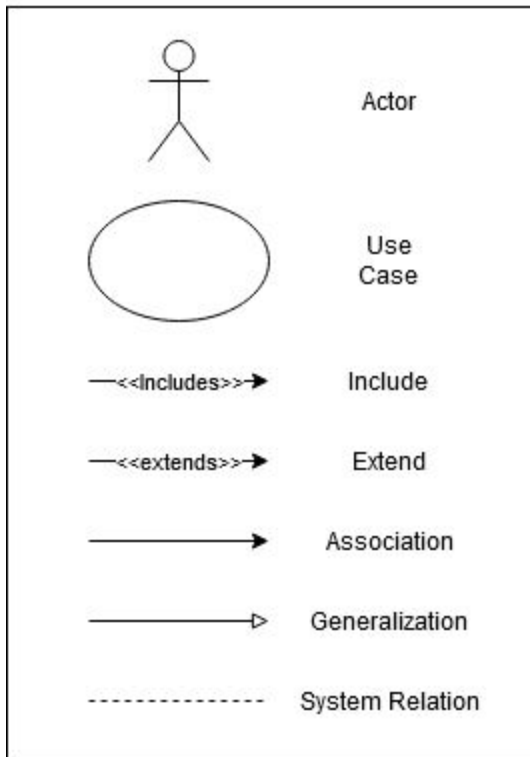 Actor
Use
Case
<<Includes>>
Include
<<extends>>
Extend
Association
Generalization
System Relation